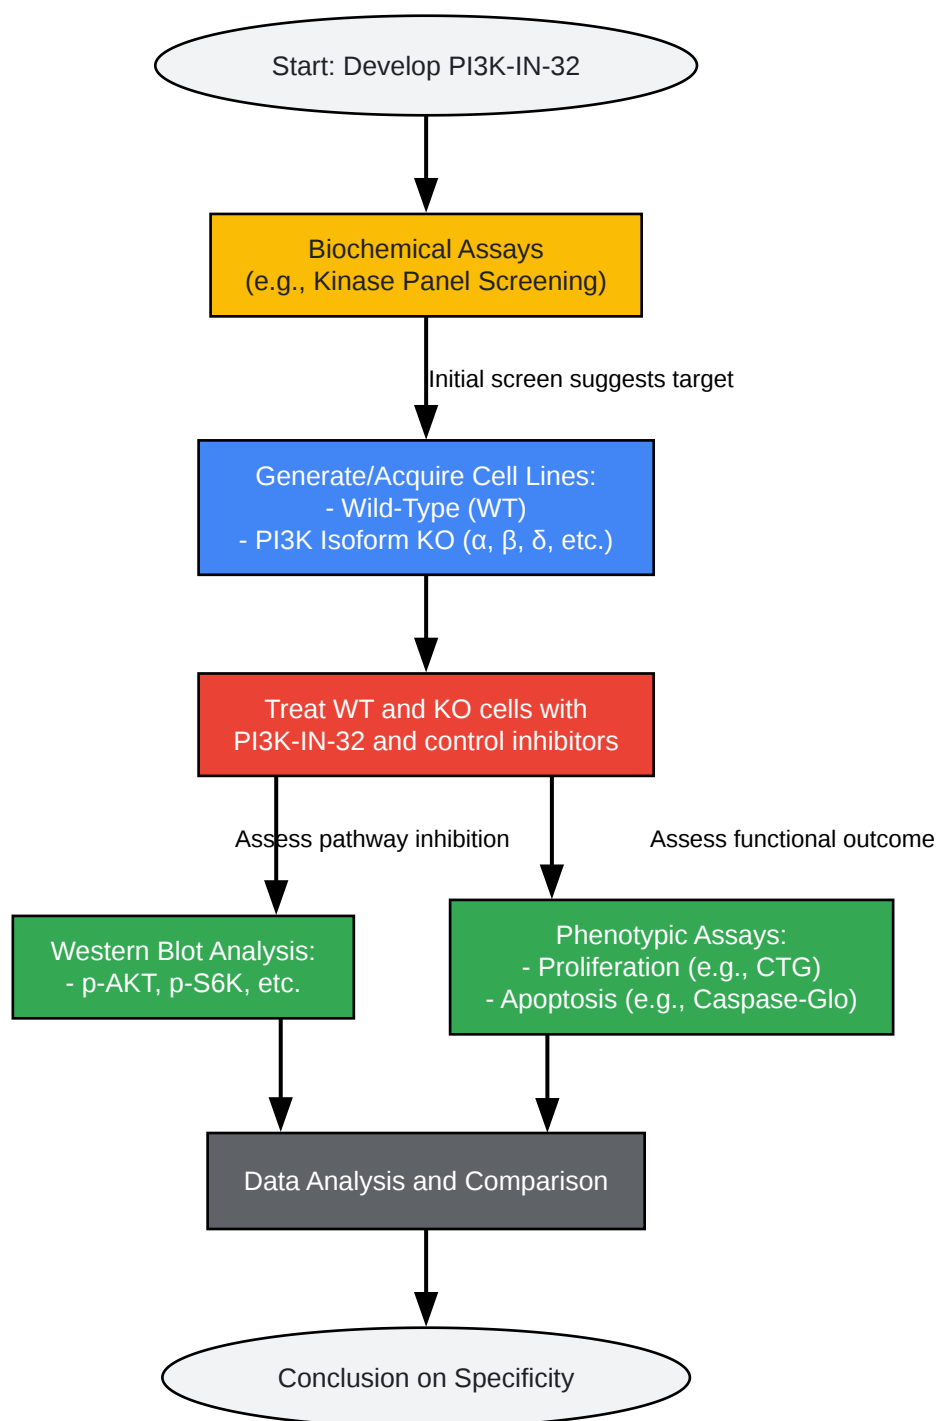 Start: Develop PI3K-IN-32
Biochemical Assays
(e.g., Kinase Panel Screening)
Initial screen suggests target
Generate/Acquire Cell Lines:
- Wild-Type (WT)
- PI3K Isoform KO (α, β, δ, etc.)
Treat WT and KO cells with
PI3K-IN-32 and control inhibitors
Assess pathway inhibition
Assess functional outcome
Western Blot Analysis:
- p-AKT, p-S6K, etc.
Phenotypic Assays:
- Proliferation (e.g., CTG)
- Apoptosis (e.g., Caspase-Glo)
Data Analysis and Comparison
Conclusion on Specificity